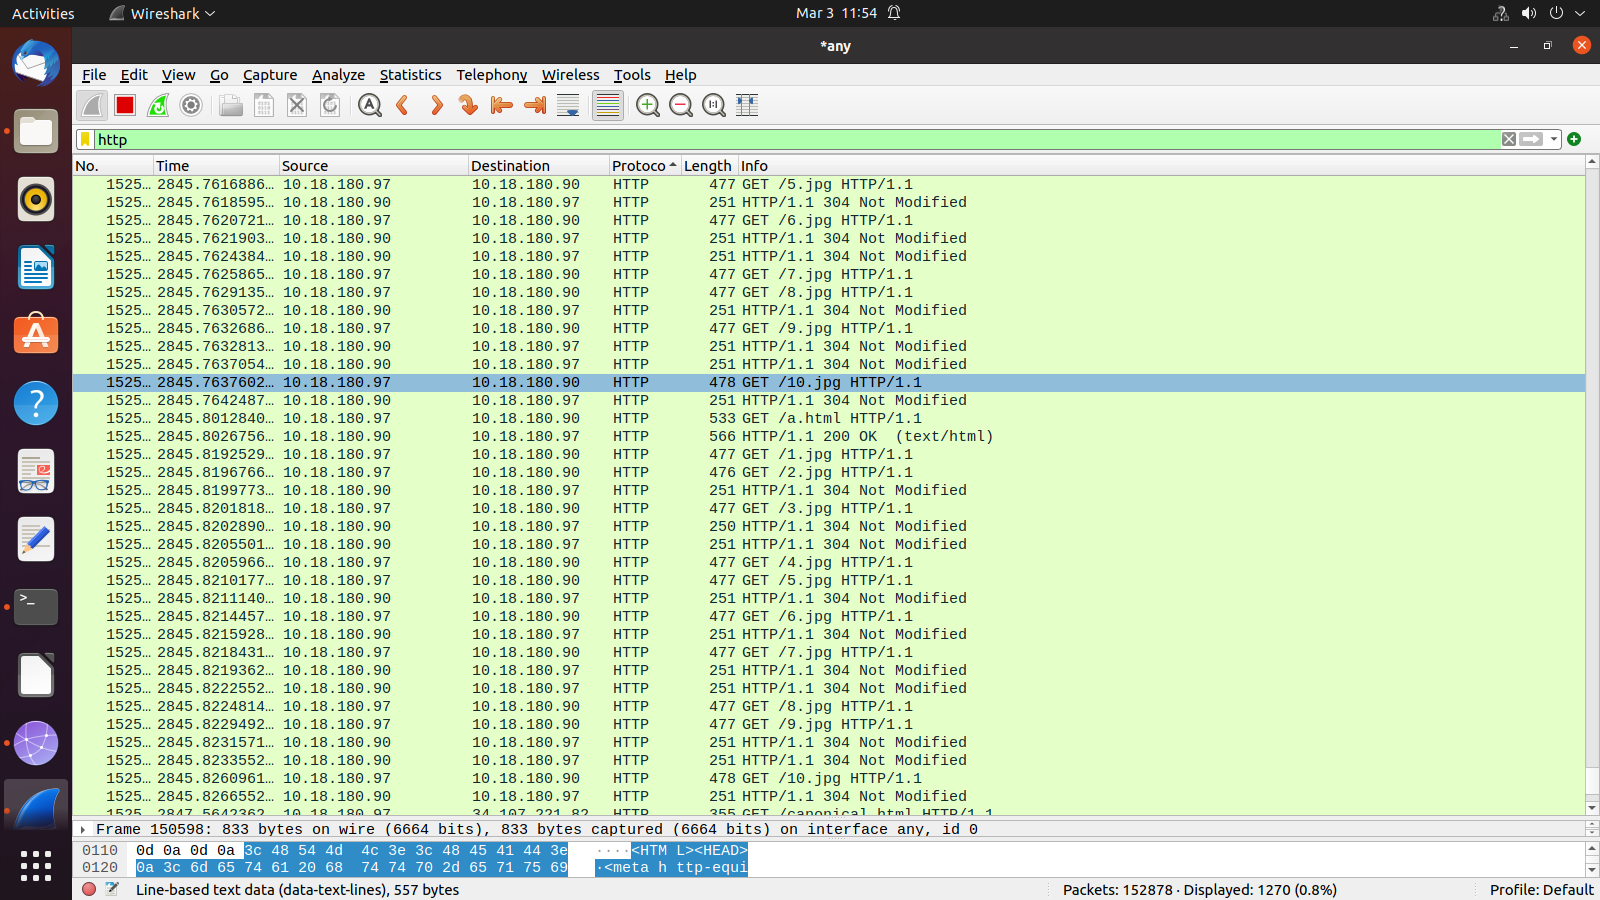 Activities Wireshark Mar 3 11:54
*any
File Edit View Go Capture Analyze Statistics Telephony Wireless Tools Help
http
No. Time Source Destination Protoco Length Info
1525… 2845.7616886… 10.18.180.97 10.18.180.90 HTTP 477 GET /5.jpg HTTP/1.1
1525… 2845.7618595… 10.18.180.90 10.18.180.97 HTTP 251 HTTP/1.1 304 Not Modified
1525… 2845.7620721… 10.18.180.97 10.18.180.90 HTTP 477 GET /6.jpg HTTP/1.1
1525… 2845.7621903… 10.18.180.90 10.18.180.97 HTTP 251 HTTP/1.1 304 Not Modified
1525… 2845.7624384… 10.18.180.90 10.18.180.97 HTTP 251 HTTP/1.1 304 Not Modified
1525… 2845.7625865… 10.18.180.97 10.18.180.90 HTTP 477 GET /7.jpg HTTP/1.1
1525… 2845.7629135… 10.18.180.97 10.18.180.90 HTTP 477 GET /8.jpg HTTP/1.1
1525… 2845.7630572… 10.18.180.90 10.18.180.97 HTTP 251 HTTP/1.1 304 Not Modified
1525… 2845.7632686… 10.18.180.97 10.18.180.90 HTTP 477 GET /9.jpg HTTP/1.1
1525… 2845.7632813… 10.18.180.90 10.18.180.97 HTTP 251 HTTP/1.1 304 Not Modified
1525… 2845.7637054… 10.18.180.90 10.18.180.97 HTTP 251 HTTP/1.1 304 Not Modified
1525… 2845.7637602… 10.18.180.97 10.18.180.90 HTTP 478 GET /10.jpg HTTP/1.1
1525… 2845.7642487… 10.18.180.90 10.18.180.97 HTTP 251 HTTP/1.1 304 Not Modified
1525… 2845.8012840… 10.18.180.97 10.18.180.90 HTTP 533 GET /a.html HTTP/1.1
1525… 2845.8026756… 10.18.180.90 10.18.180.97 HTTP 566 HTTP/1.1 200 OK (text/html)
1525… 2845.8192529… 10.18.180.97 10.18.180.90 HTTP 477 GET /1.jpg HTTP/1.1
1525… 2845.8196766… 10.18.180.97 10.18.180.90 HTTP 476 GET /2.jpg HTTP/1.1
1525… 2845.8199773… 10.18.180.90 10.18.180.97 HTTP 251 HTTP/1.1 304 Not Modified
1525… 2845.8201818… 10.18.180.97 10.18.180.90 HTTP 477 GET /3.jpg HTTP/1.1
1525… 2845.8202890… 10.18.180.90 10.18.180.97 HTTP 250 HTTP/1.1 304 Not Modified
1525… 2845.8205501… 10.18.180.90 10.18.180.97 HTTP 251 HTTP/1.1 304 Not Modified
1525… 2845.8205966… 10.18.180.97 10.18.180.90 HTTP 477 GET /4.jpg HTTP/1.1
1525… 2845.8210177… 10.18.180.97 10.18.180.90 HTTP 477 GET /5.jpg HTTP/1.1
1525… 2845.8211140… 10.18.180.90 10.18.180.97 HTTP 251 HTTP/1.1 304 Not Modified
1525… 2845.8214457… 10.18.180.97 10.18.180.90 HTTP 477 GET /6.jpg HTTP/1.1
1525… 2845.8215928… 10.18.180.90 10.18.180.97 HTTP 251 HTTP/1.1 304 Not Modified
1525… 2845.8218431… 10.18.180.97 10.18.180.90 HTTP 477 GET /7.jpg HTTP/1.1
1525… 2845.8219362… 10.18.180.90 10.18.180.97 HTTP 251 HTTP/1.1 304 Not Modified
1525… 2845.8222552… 10.18.180.90 10.18.180.97 HTTP 251 HTTP/1.1 304 Not Modified
1525… 2845.8224814… 10.18.180.97 10.18.180.90 HTTP 477 GET /8.jpg HTTP/1.1
1525… 2845.8229492… 10.18.180.97 10.18.180.90 HTTP 477 GET /9.jpg HTTP/1.1
1525… 2845.8231571… 10.18.180.90 10.18.180.97 HTTP 251 HTTP/1.1 304 Not Modified
1525… 2845.8233552… 10.18.180.90 10.18.180.97 HTTP 251 HTTP/1.1 304 Not Modified
1525… 2845.8260961… 10.18.180.97 10.18.180.90 HTTP 478 GET /10.jpg HTTP/1.1
1525… 2845.8266552… 10.18.180.90 10.18.180.97 HTTP 251 HTTP/1.1 304 Not Modified
1525… 2847.5642362… 10.18.180.97 34.107.221.82 HTTP 355 GET /canonical.html HTTP/1.1
Frame 150598: 833 bytes on wire (6664 bits), 833 bytes captured (6664 bits) on interface any, id 0
0110 0d 0a 0d 0a 3c 48 54 4d 4c 3e 3c 48 45 41 44 3e ····<HTM L><HEAD>
0120 0a 3c 6d 65 74 61 20 68 74 74 70 2d 65 71 75 69 ·<meta h ttp-equi
Line-based text data (data-text-lines), 557 bytes Packets: 152878 · Displayed: 1270 (0.8%) Profile: Default